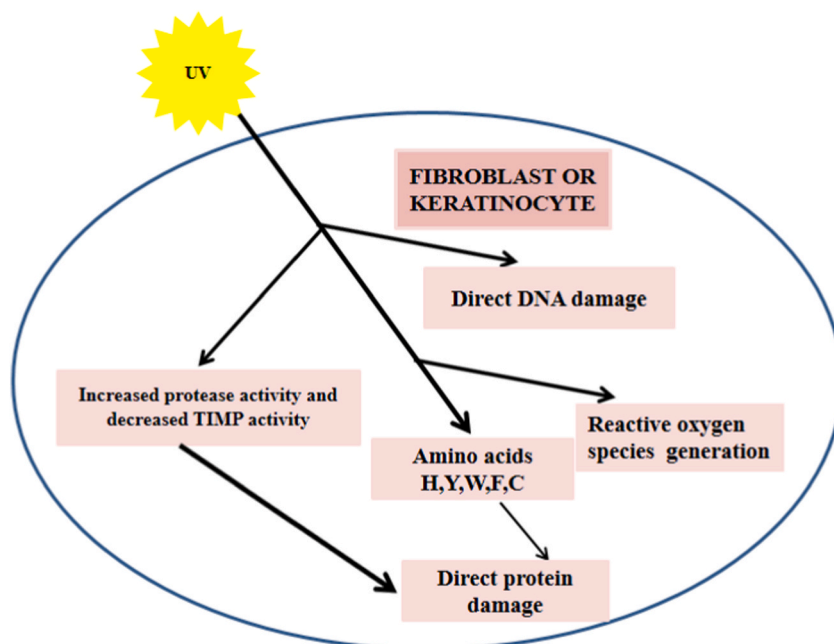 UV
FIBROBLAST OR
KERATINOCYTE
Direct DNA damage
Increased protease activity and
decreased TIMP activity
Reactive oxygen
species generation
Amino acids
H,Y,W,F,C
Direct protein
damage